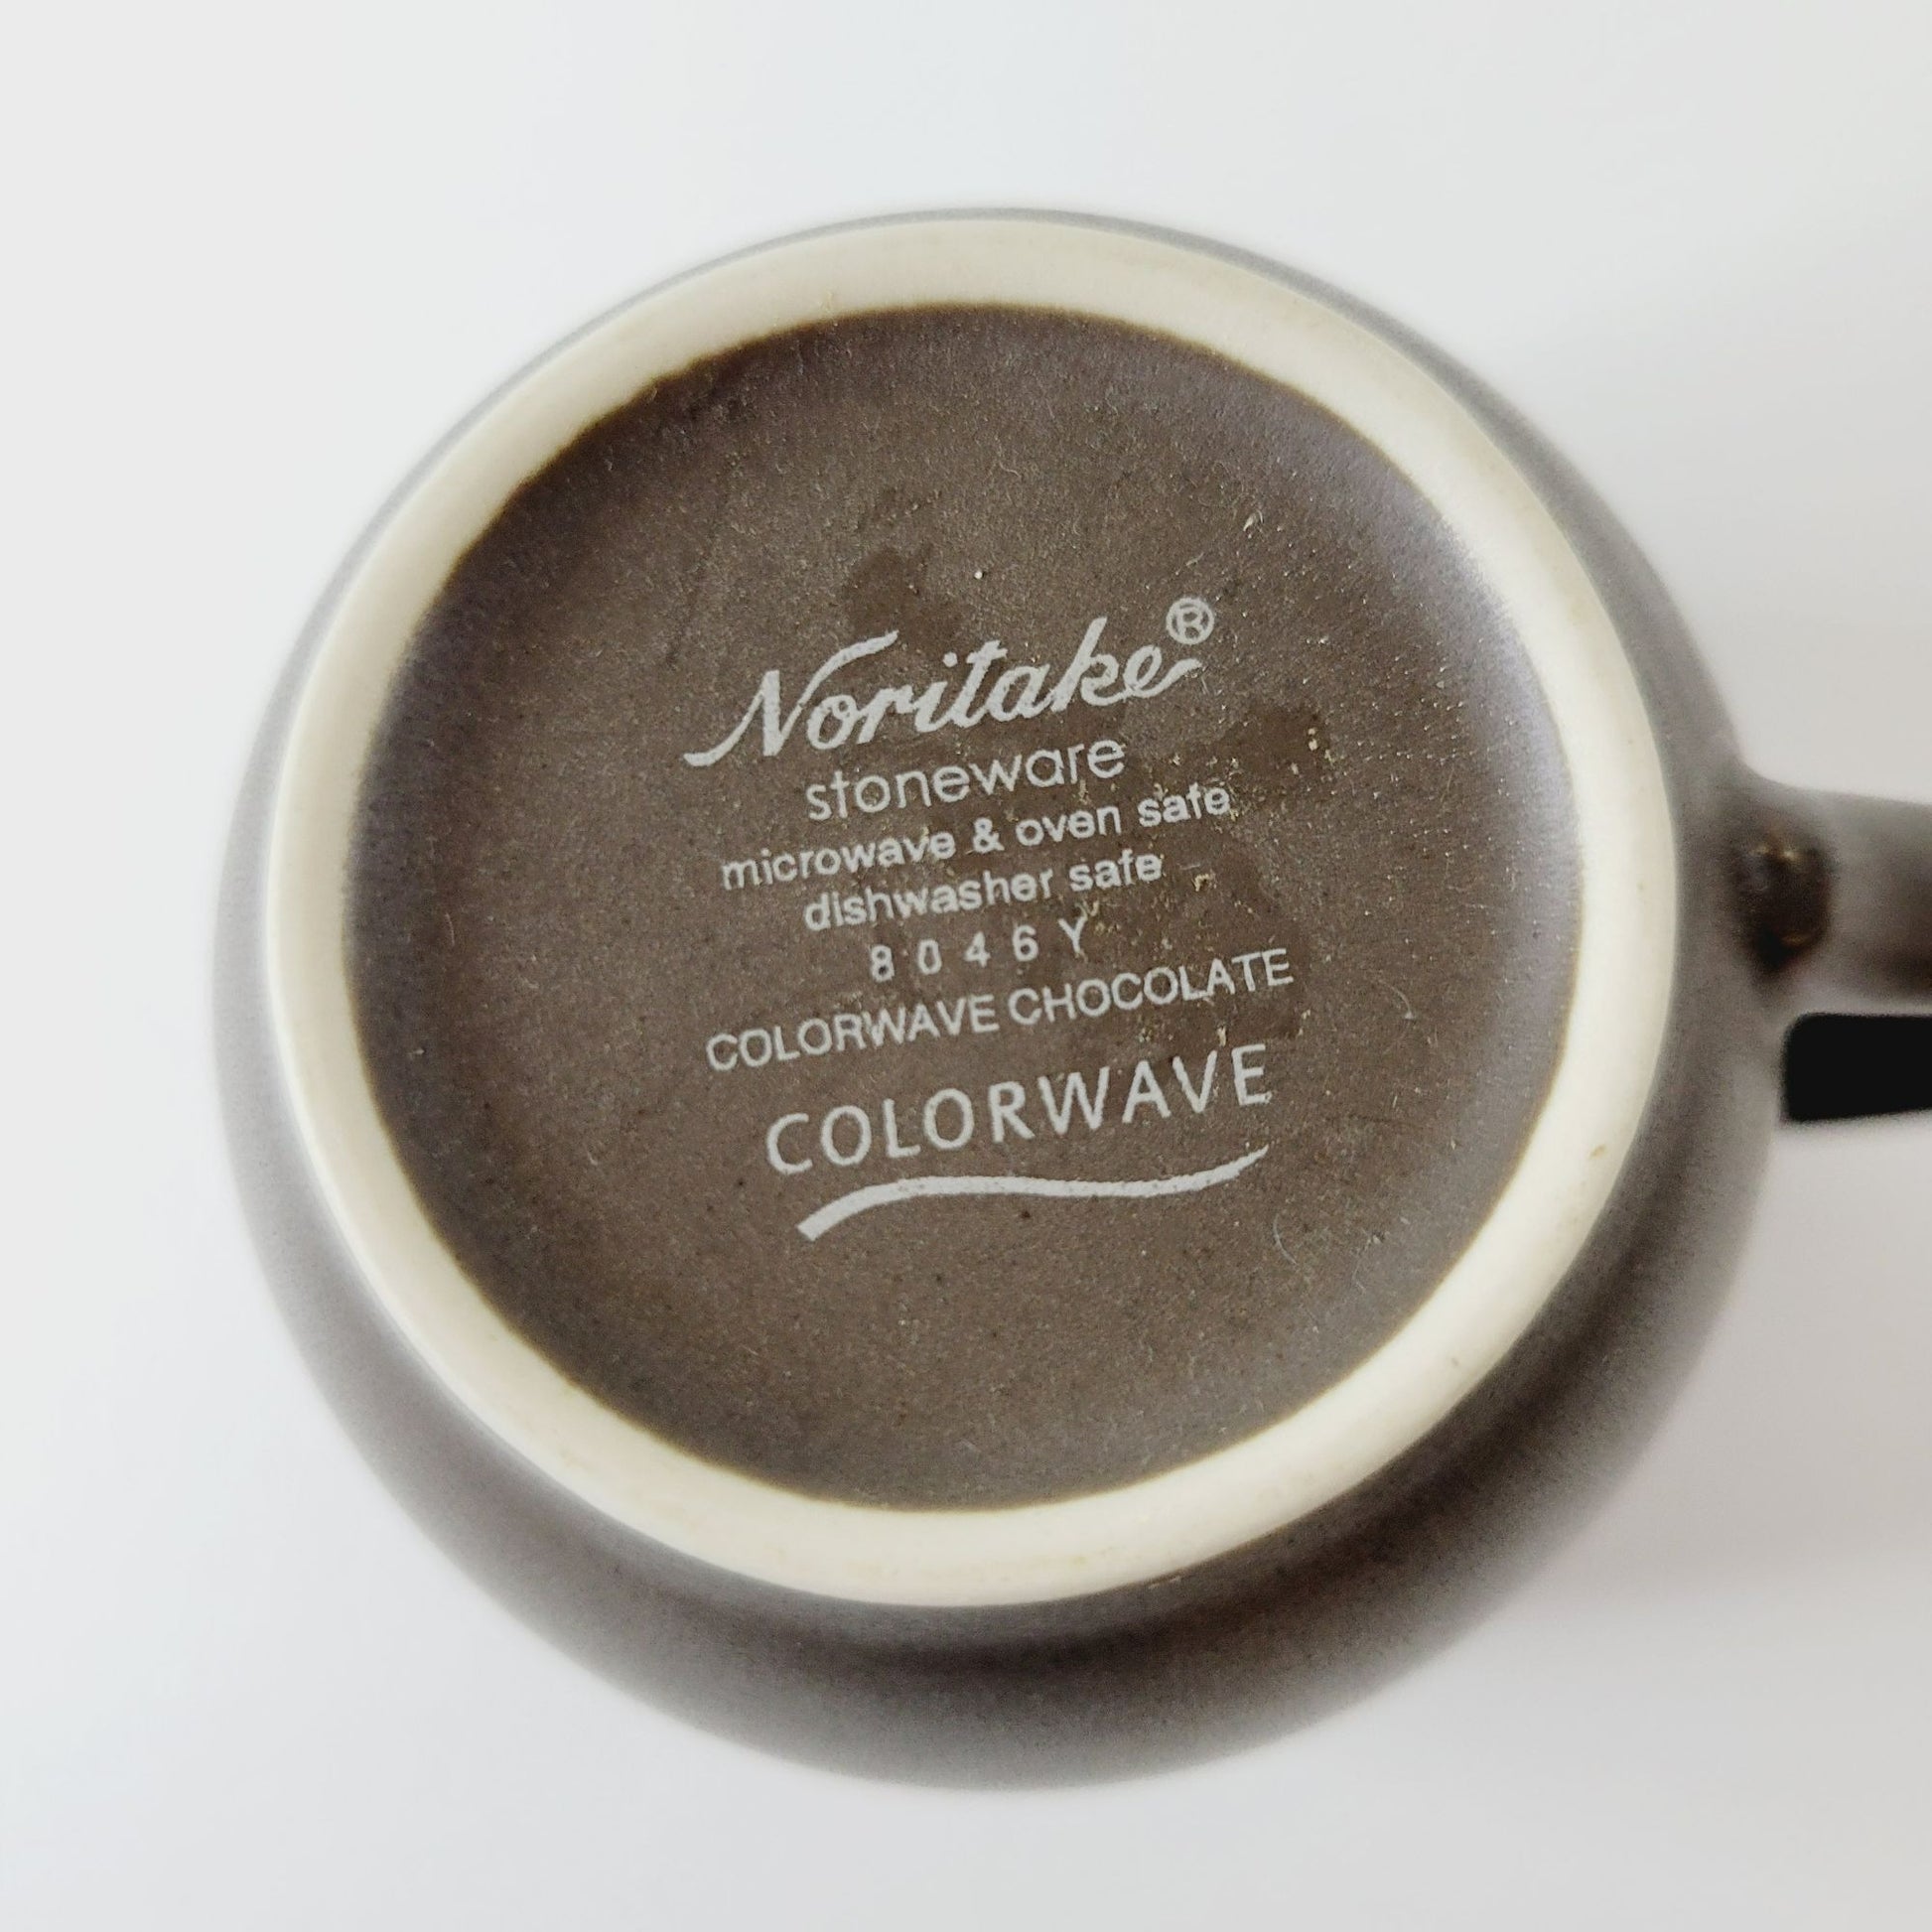 Noritake®
stoneware
microwave & oven safe
dishwasher safe
8046Y
COLORWAVE CHOCOLATE
COLORWAVE